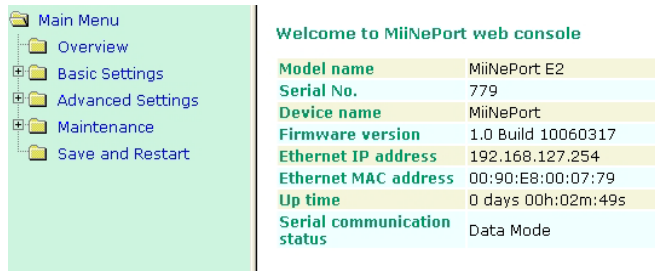 Main Menu
Overview
Basic Settings
Advanced Settings
Maintenance
Save and Restart
Welcome to MiiNePort web console
Model name MiiNePort E2
Serial No. 779
Device name MiiNePort
Firmware version 1.0 Build 10060317
Ethernet IP address 192.168.127.254
Ethernet MAC address 00:90:E8:00:07:79
Up time 0 days 00h:02m:49s
Serial communication
status Data Mode